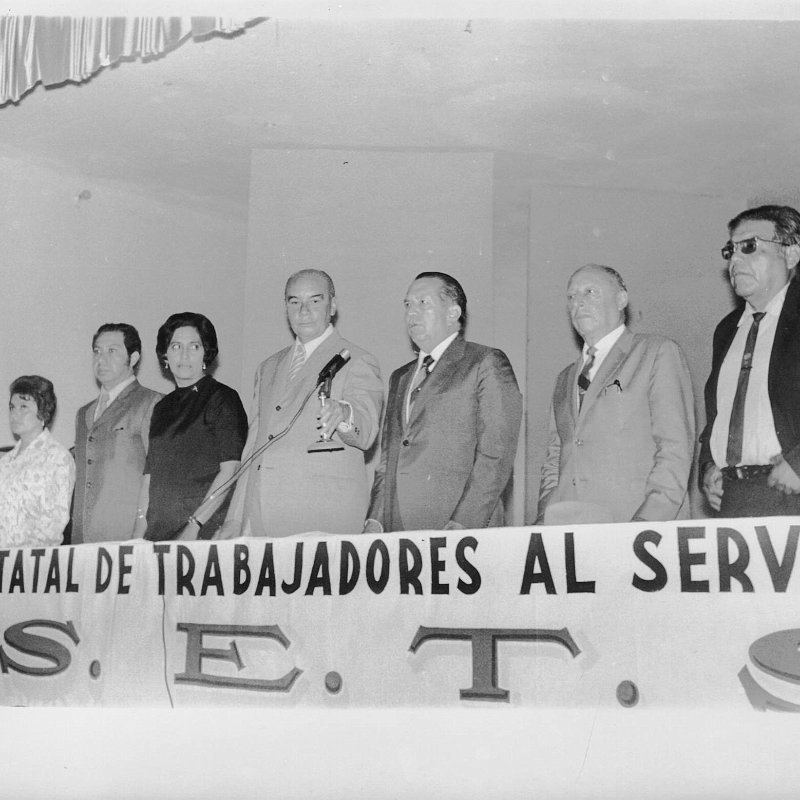 TATAL DE TRABAJADORES AL SERV
S. E. T. S